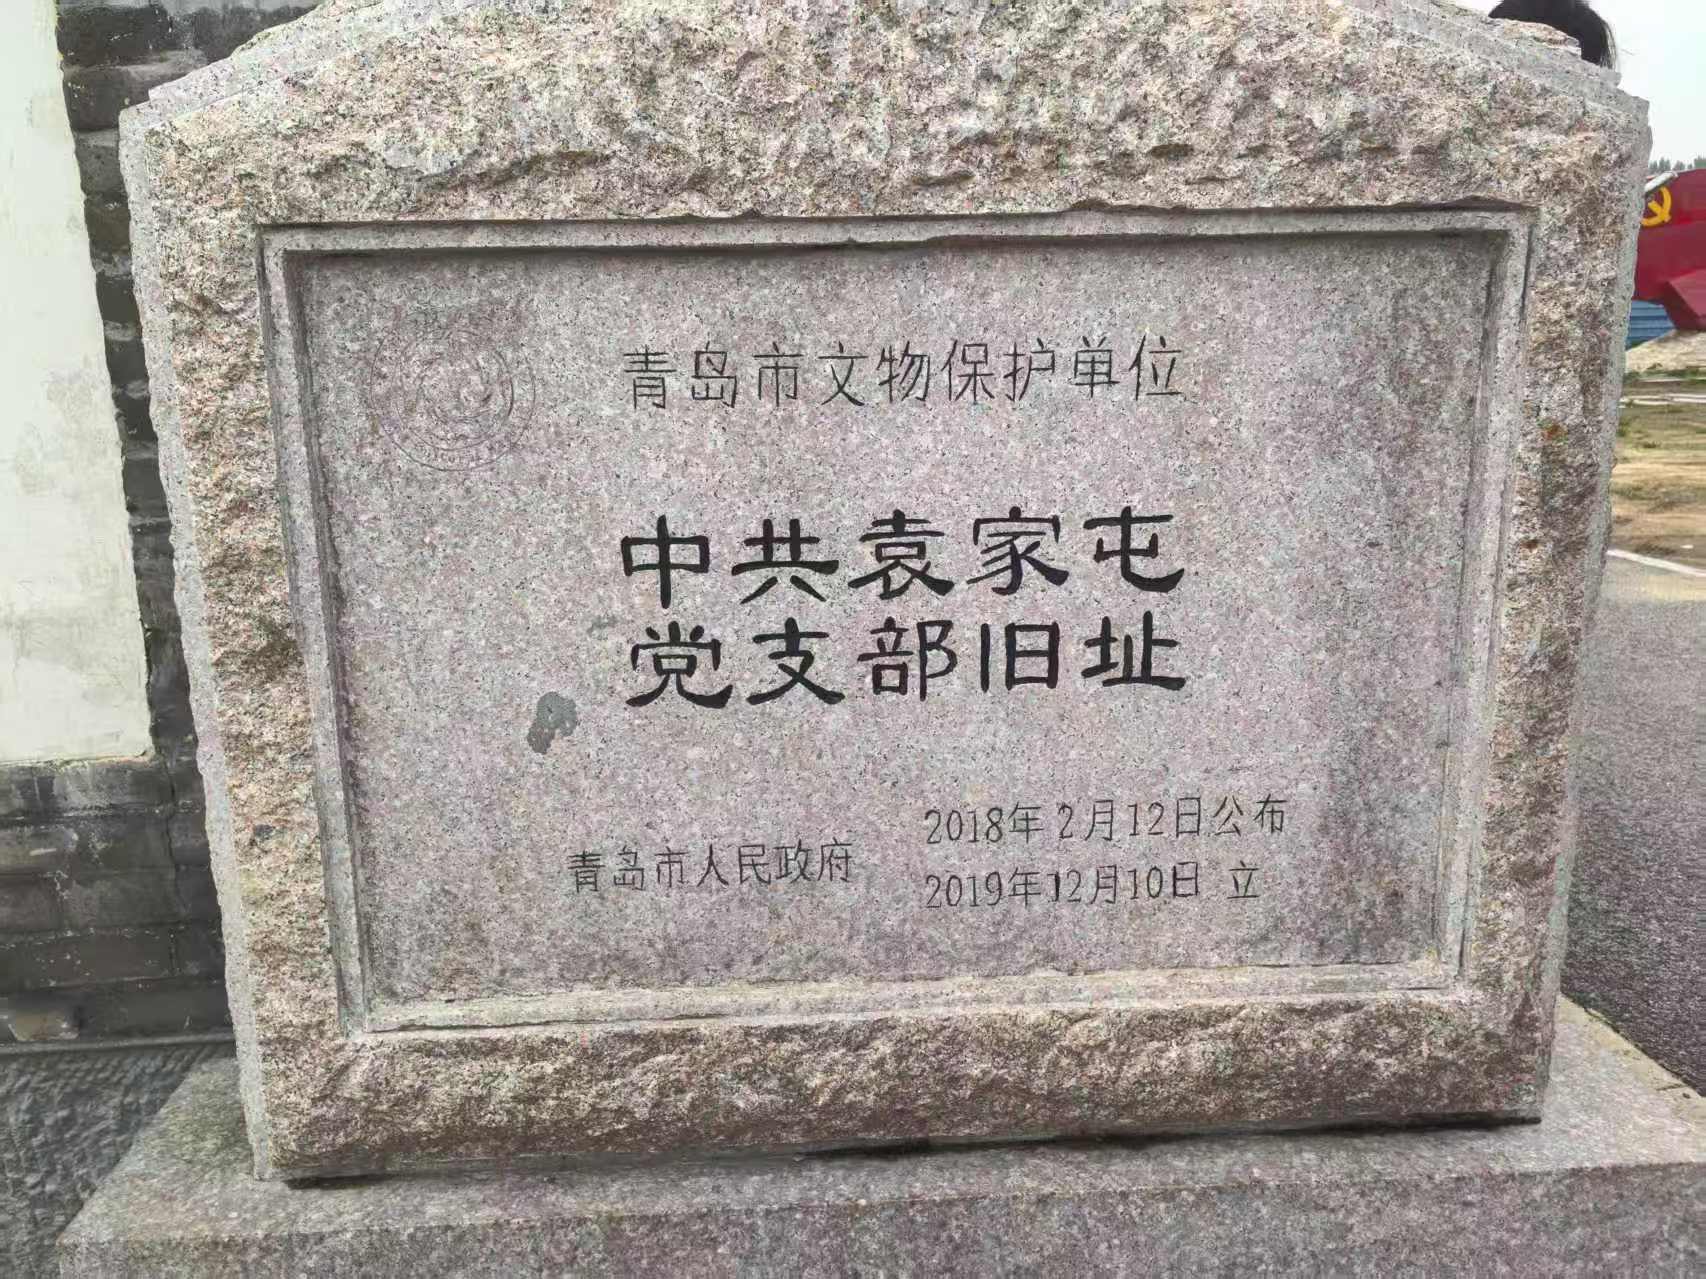 青岛市文物保护单位
中共袁家屯
党支部旧址
青岛市人民政府
2018年2月12日公布
2019年12月10日 立